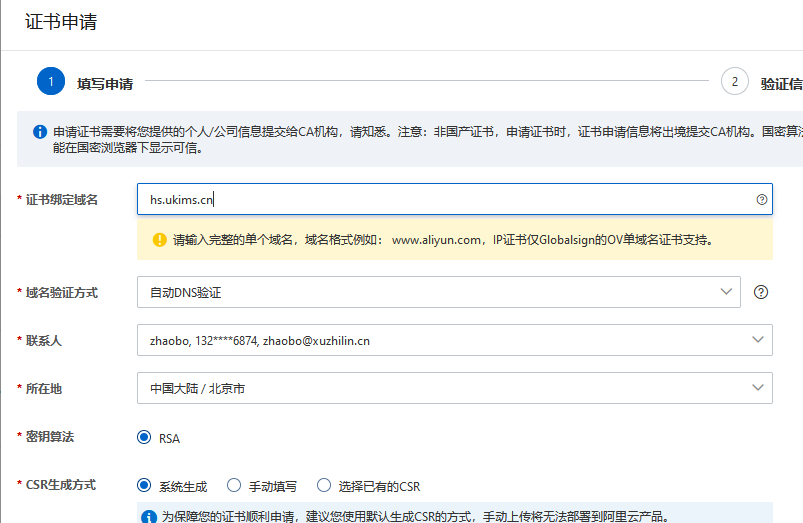 证书申请
1 填写申请
2 验证信
申请证书需要将您提供的个人/公司信息提交给CA机构，请知悉。注意：非国产证书，申请证书时，证书申请信息将出境提交CA机构。国密算法
能在国密浏览器下显示可信。
* 证书绑定域名 hs.ukims.cn
请输入完整的单个域名，域名格式例如： www.aliyun.com，IP证书仅Globalsign的OV单域名证书支持。
* 域名验证方式 自动DNS验证
* 联系人 zhaobo, 132****6874, zhaobo@xuzhilin.cn
* 所在地 中国大陆 / 北京市
* 密钥算法 RSA
* CSR生成方式 系统生成 手动填写 选择已有的CSR
为保障您的证书顺利申请，建议您使用默认生成CSR的方式，手动上传将无法部署到阿里云产品。